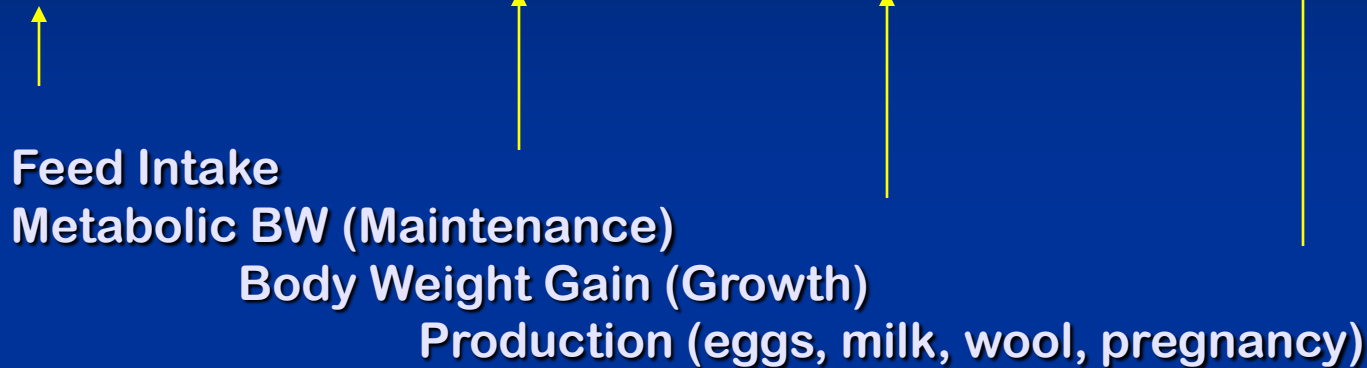 Feed Intake
Metabolic BW (Maintenance)
Body Weight Gain (Growth)
Production (eggs, milk, wool, pregnancy)